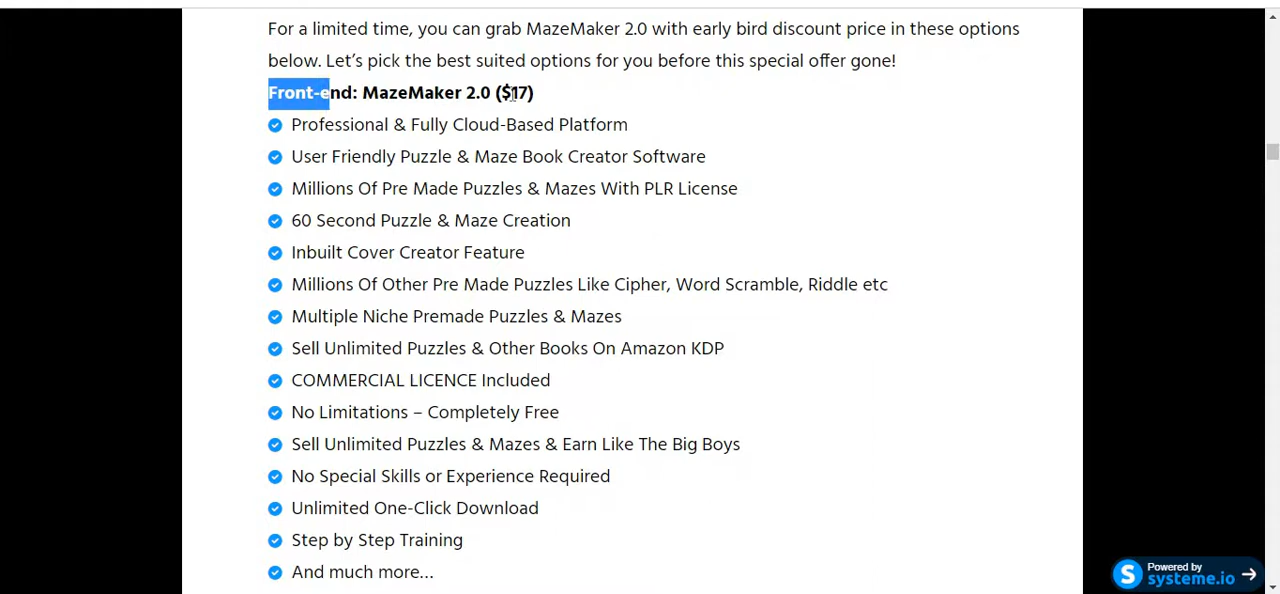 For a limited time, you can grab MazeMaker 2.0 with early bird discount price in these options
below. Let’s pick the best suited options for you before this special offer gone!
Front-end: MazeMaker 2.0 ($17)
Professional & Fully Cloud-Based Platform
User Friendly Puzzle & Maze Book Creator Software
Millions Of Pre Made Puzzles & Mazes With PLR License
60 Second Puzzle & Maze Creation
Inbuilt Cover Creator Feature
Millions Of Other Pre Made Puzzles Like Cipher, Word Scramble, Riddle etc
Multiple Niche Premade Puzzles & Mazes
Sell Unlimited Puzzles & Other Books On Amazon KDP
COMMERCIAL LICENCE Included
No Limitations – Completely Free
Sell Unlimited Puzzles & Mazes & Earn Like The Big Boys
No Special Skills or Experience Required
Unlimited One-Click Download
Step by Step Training
And much more…
Powered by
systeme.io